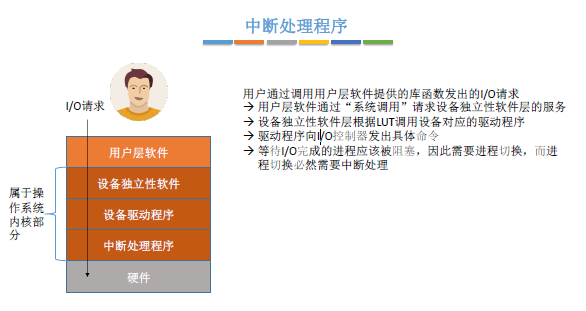 中断处理程序
I/O请求
用户层软件
设备独立性软件
设备驱动程序
中断处理程序
硬件
属于操
作系统
内核部
分
用户通过调用用户层软件提供的库函数发出的I/O请求
→ 用户层软件通过“系统调用”请求设备独立性软件层的服务
→ 设备独立性软件层根据LUT调用设备对应的驱动程序
→ 驱动程序向I/O控制器发出具体命令
→ 等待I/O完成的进程应该被阻塞，因此需要进程切换，而进
程切换必然需要中断处理